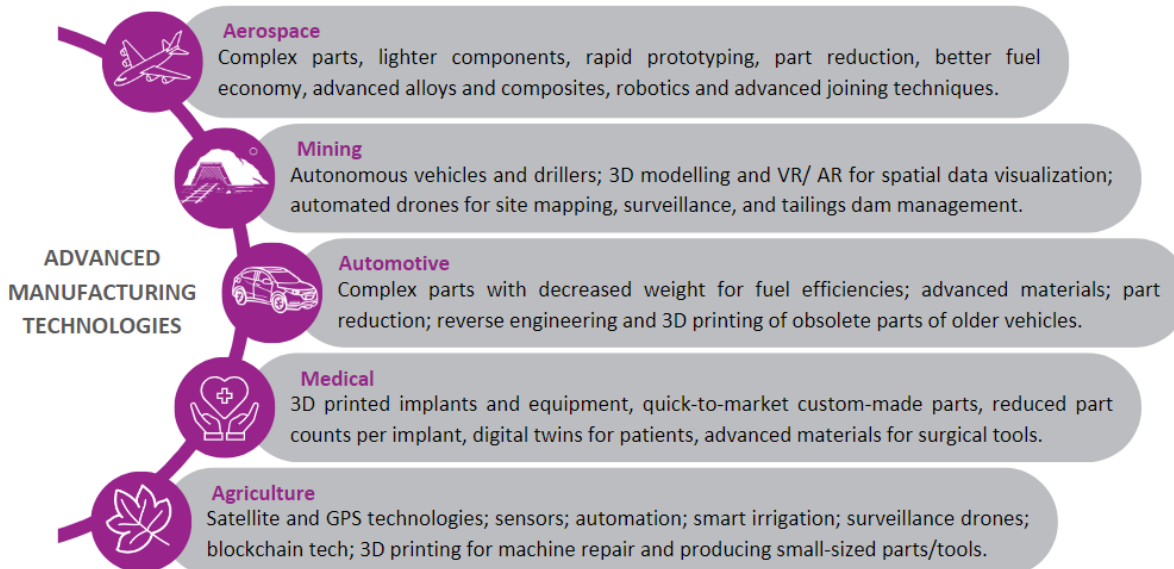 Aerospace
Complex parts, lighter components, rapid prototyping, part reduction, better fuel
economy, advanced alloys and composites, robotics and advanced joining techniques.
Mining
Autonomous vehicles and drillers; 3D modelling and VR/ AR for spatial data visualization;
automated drones for site mapping, surveillance, and tailings dam management.
ADVANCED
MANUFACTURING
TECHNOLOGIES
Automotive
Complex parts with decreased weight for fuel efficiencies; advanced materials; part
reduction; reverse engineering and 3D printing of obsolete parts of older vehicles.
Medical
3D printed implants and equipment, quick-to-market custom-made parts, reduced part
counts per implant, digital twins for patients, advanced materials for surgical tools.
Agriculture
Satellite and GPS technologies; sensors; automation; smart irrigation; surveillance drones;
blockchain tech; 3D printing for machine repair and producing small-sized parts/tools.